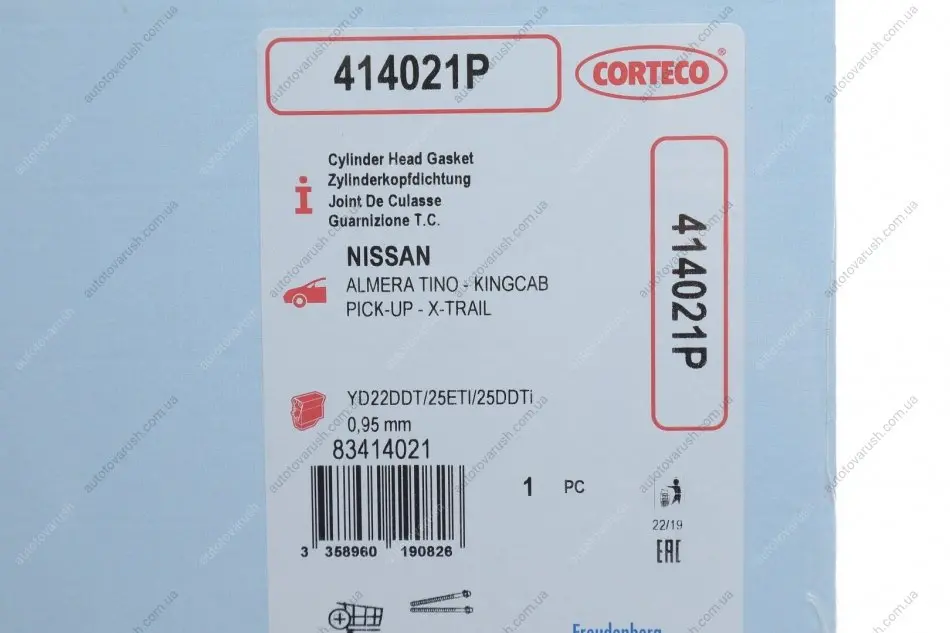 414021P
CORTECO®
Cylinder Head Gasket
Zylinderkopfdichtung
Joint De Culasse
Guarnizione T.C.
NISSAN
ALMERA TINO - KINGCAB
PICK-UP - X-TRAIL
414021P
YD22DDT/25ETI/25DDTi
0,95 mm
83414021
1 PC
3 358960 190826
22/19
EAC
Freudenberg
autotovarush.com.ua